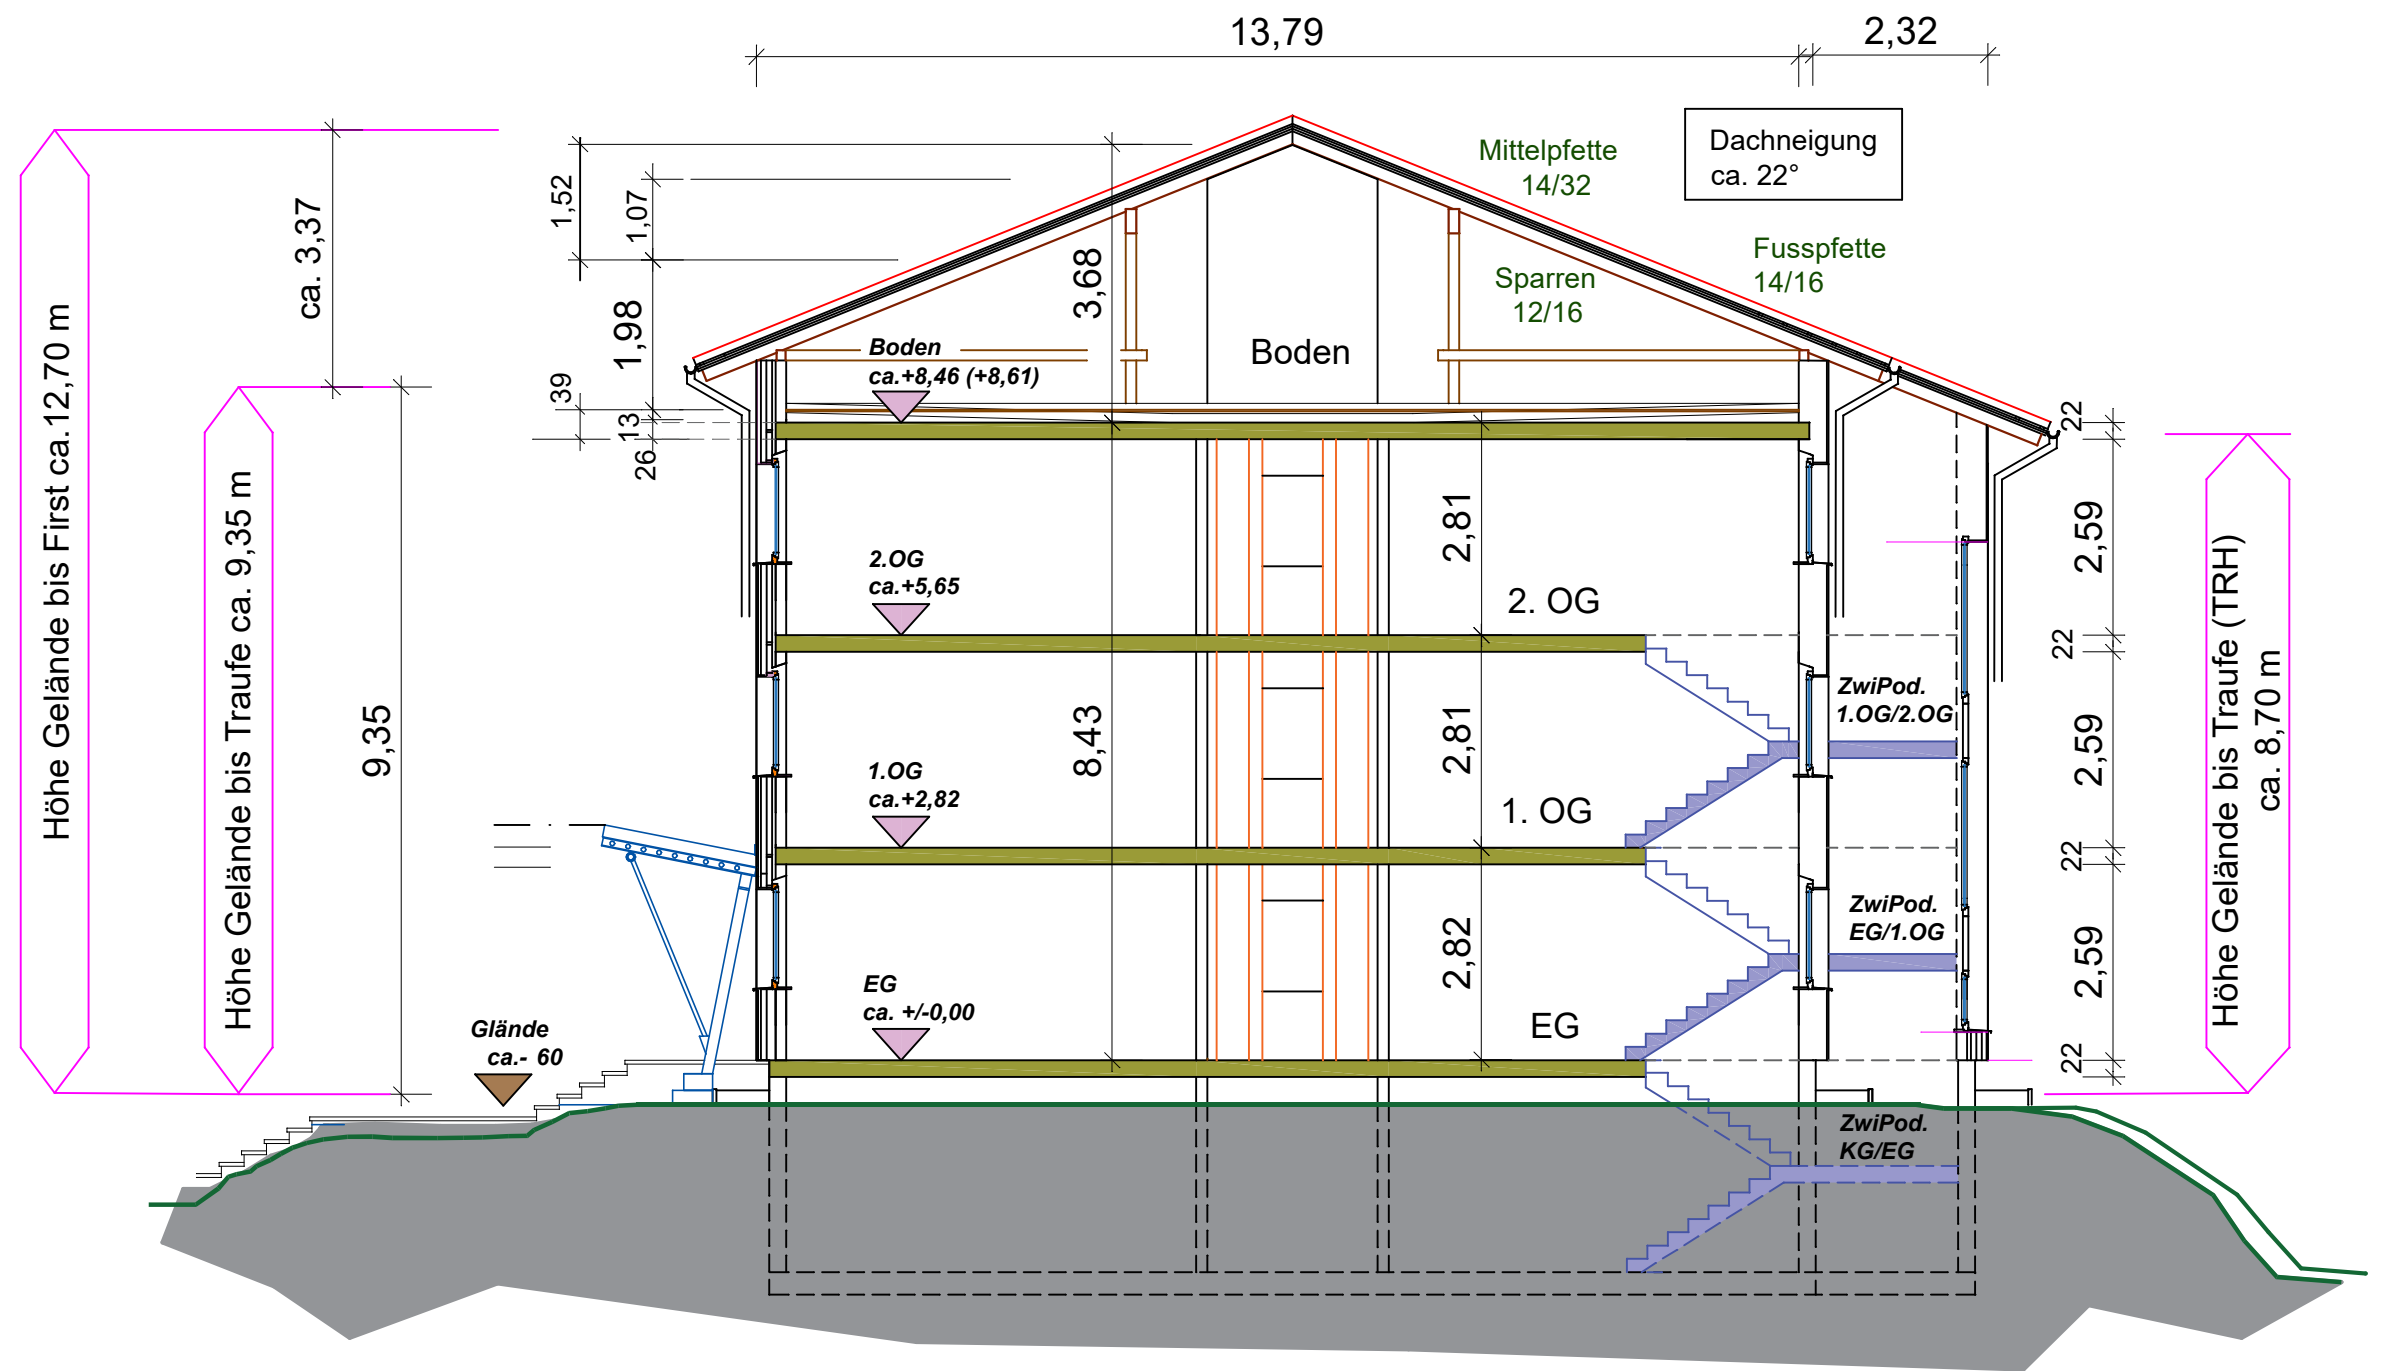 13,79
2,32
Dachneigung
ca. 22°
Mittelpfette
14/32
Fusspfette
14/16
Sparren
12/16
ca. 3,37
1,52
1,07
1,98
3,68
39
13
26
Boden
ca.+8,46 (+8,61)
Boden
22
Höhe Gelände bis First ca.12,70 m
Höhe Gelände bis Traufe ca. 9,35 m
9,35
2.OG
ca.+5,65
2,81
2. OG
2,59
22
8,43
1.OG
ca.+2,82
2,81
1. OG
ZwiPod.
1.OG/2.OG
2,59
22
EG
ca. +/-0,00
2,82
EG
ZwiPod.
EG/1.OG
2,59
22
Höhe Gelände bis Traufe (TRH)
ca. 8,70 m
Glände
ca.- 60
ZwiPod.
KG/EG